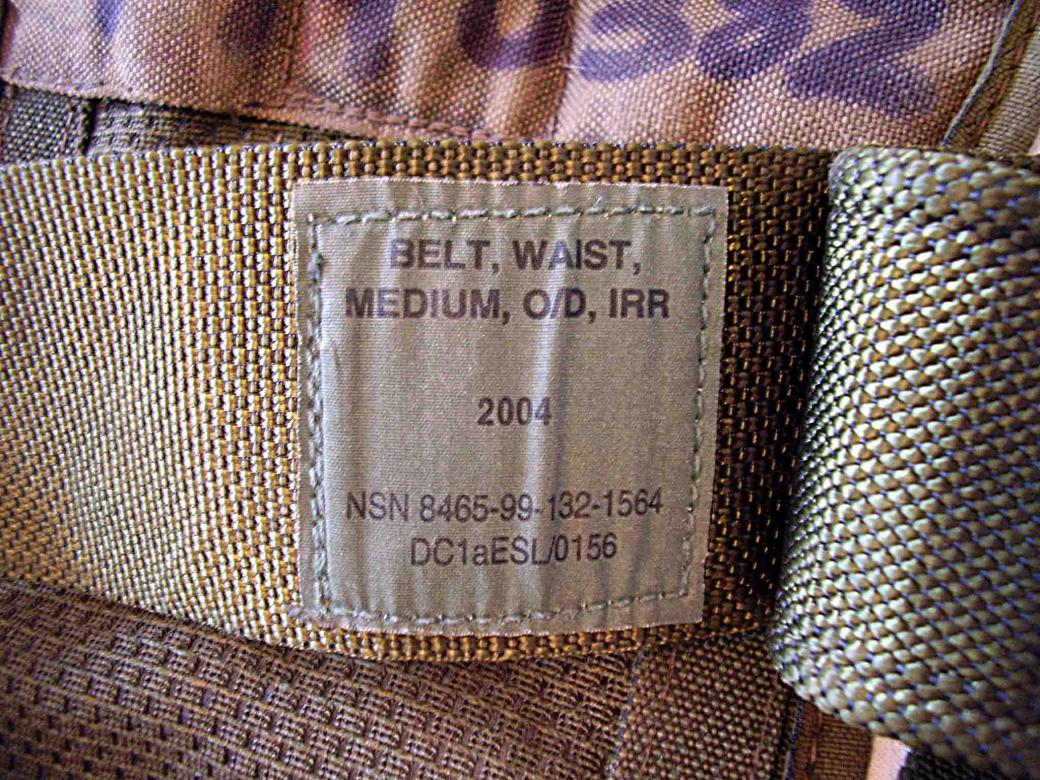 BELT, WAIST,
MEDIUM, O/D, IRR
2004
NSN 8465-99-132-1564
DC1aESL/0156